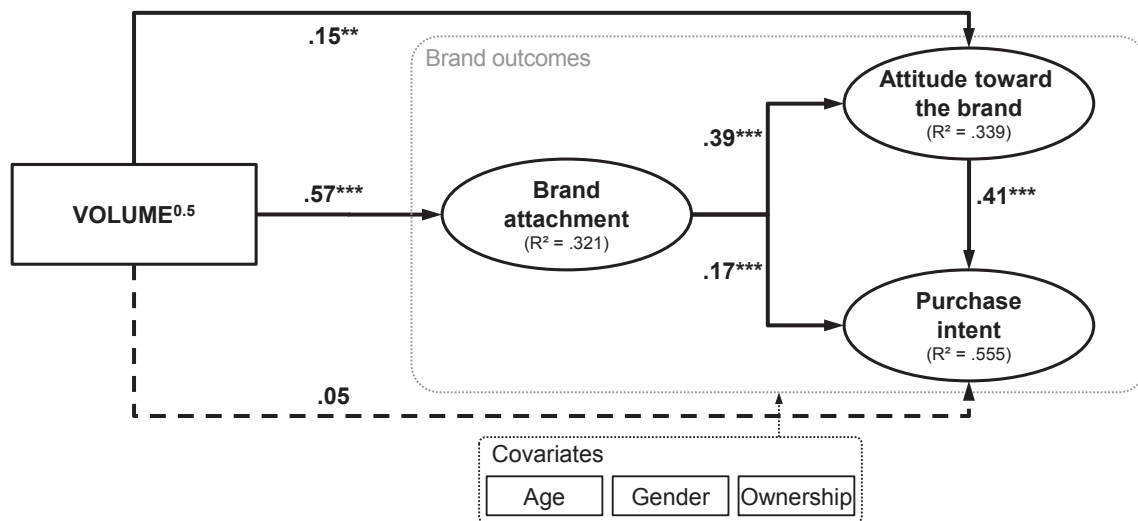 .15**
Brand outcomes
Attitude toward
the brand
(R² = .339)
.39***
.57***
VOLUME⁰·⁵
Brand
attachment
(R² = .321)
.41***
.17***
Purchase
intent
(R² = .555)
.05
Covariates
Age
Gender
Ownership